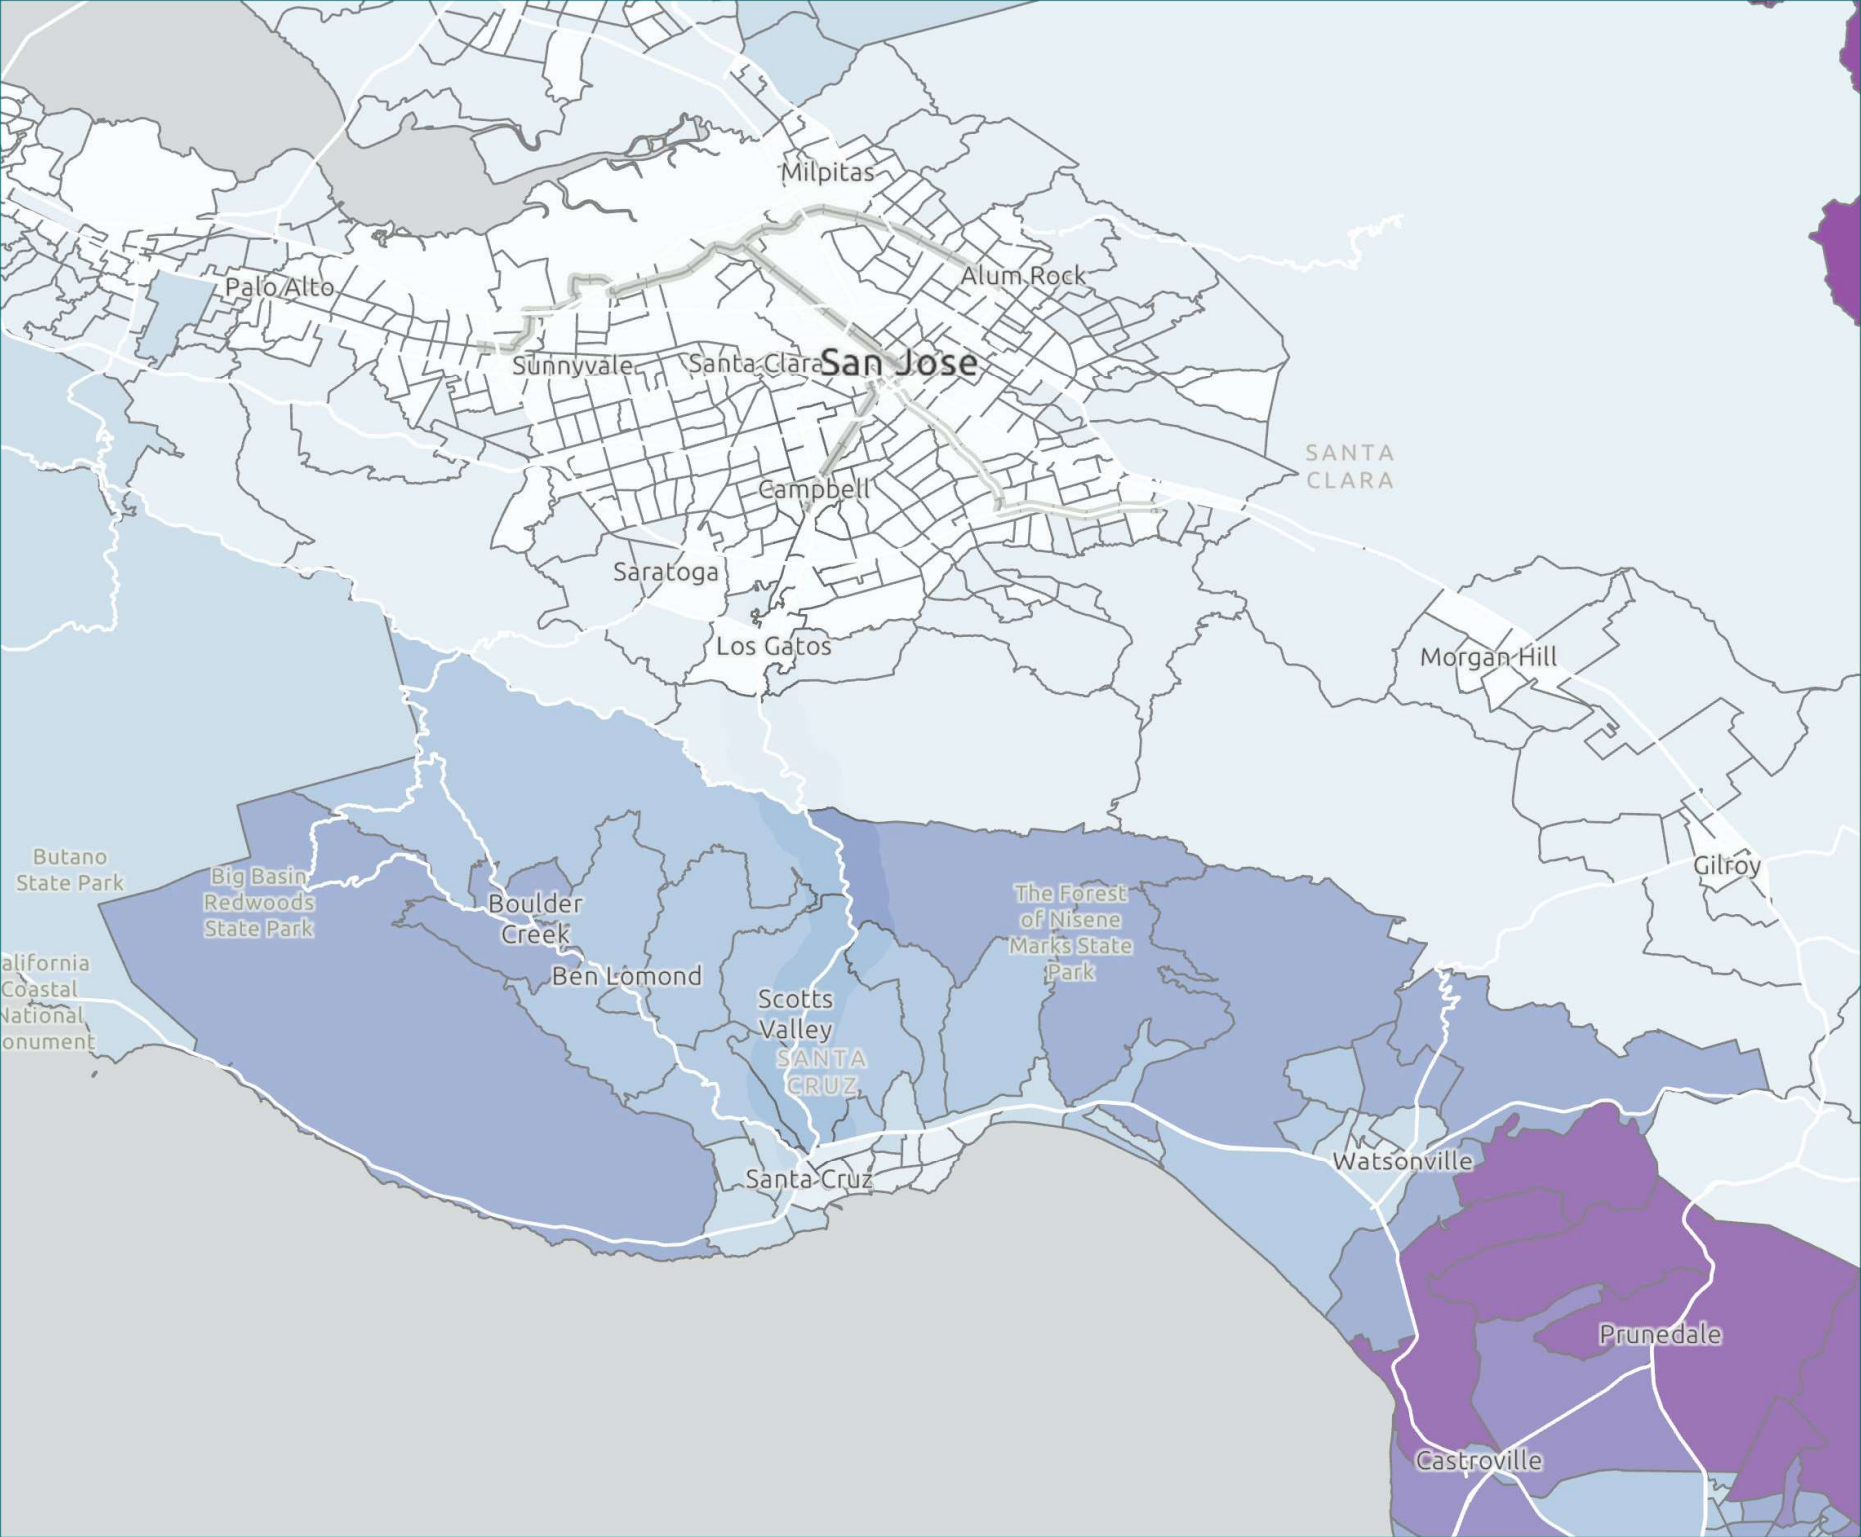 Milpitas
Alum Rock
Palo Alto
Sunnyvale
Santa Clara
San Jose
SANTA
CLARA
Campbell
Saratoga
Los Gatos
Morgan Hill
Butano
State Park
Big Basin
Redwoods
State Park
Boulder
Creek
The Forest
of Nisene
Marks State
Park
Gilroy
alifornia
Coastal
National
onument
Ben Lomond
Scotts
Valley
SANTA
CRUZ
Santa Cruz
Watsonville
Prunedale
Castroville